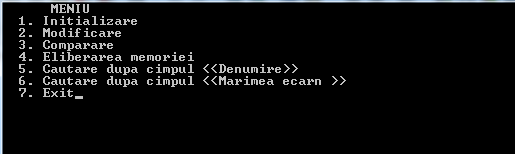 MENIU
1. Initializare
2. Modificare
3. Comparare
4. Eliberarea memoriei
5. Cautare dupa cimpul <<Denumire>>
6. Cautare dupa cimpul <<Marimea ecarn >>
7. Exit_